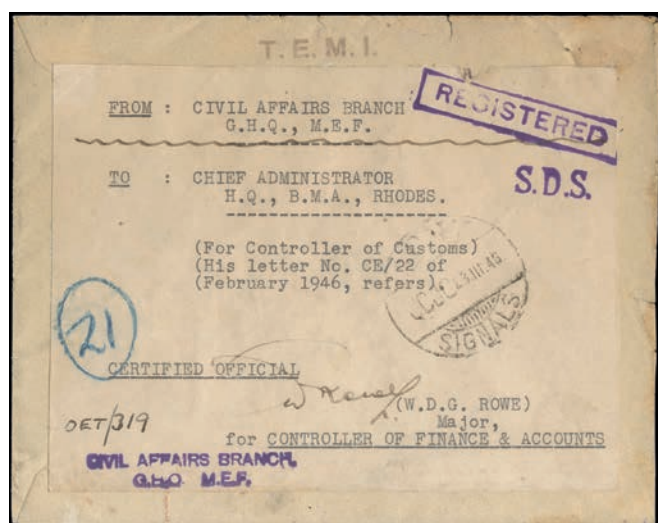 T. E. M. I.
REGISTERED
FROM : CIVIL AFFAIRS BRANCH
G.H.Q., M.E.F.
S.D.S.
TO : CHIEF ADMINISTRATOR
H.Q., B.M.A., RHODES.
(For Controller of Customs)
(His letter No. CE/22 of
(February 1946, refers).
SIGNALS
21
CERTIFIED OFFICIAL
(W.D.G. ROWE)
Major,
for CONTROLLER OF FINANCE & ACCOUNTS
OET/319
CIVIL AFFAIRS BRANCH,
G.H.Q. M.E.F.